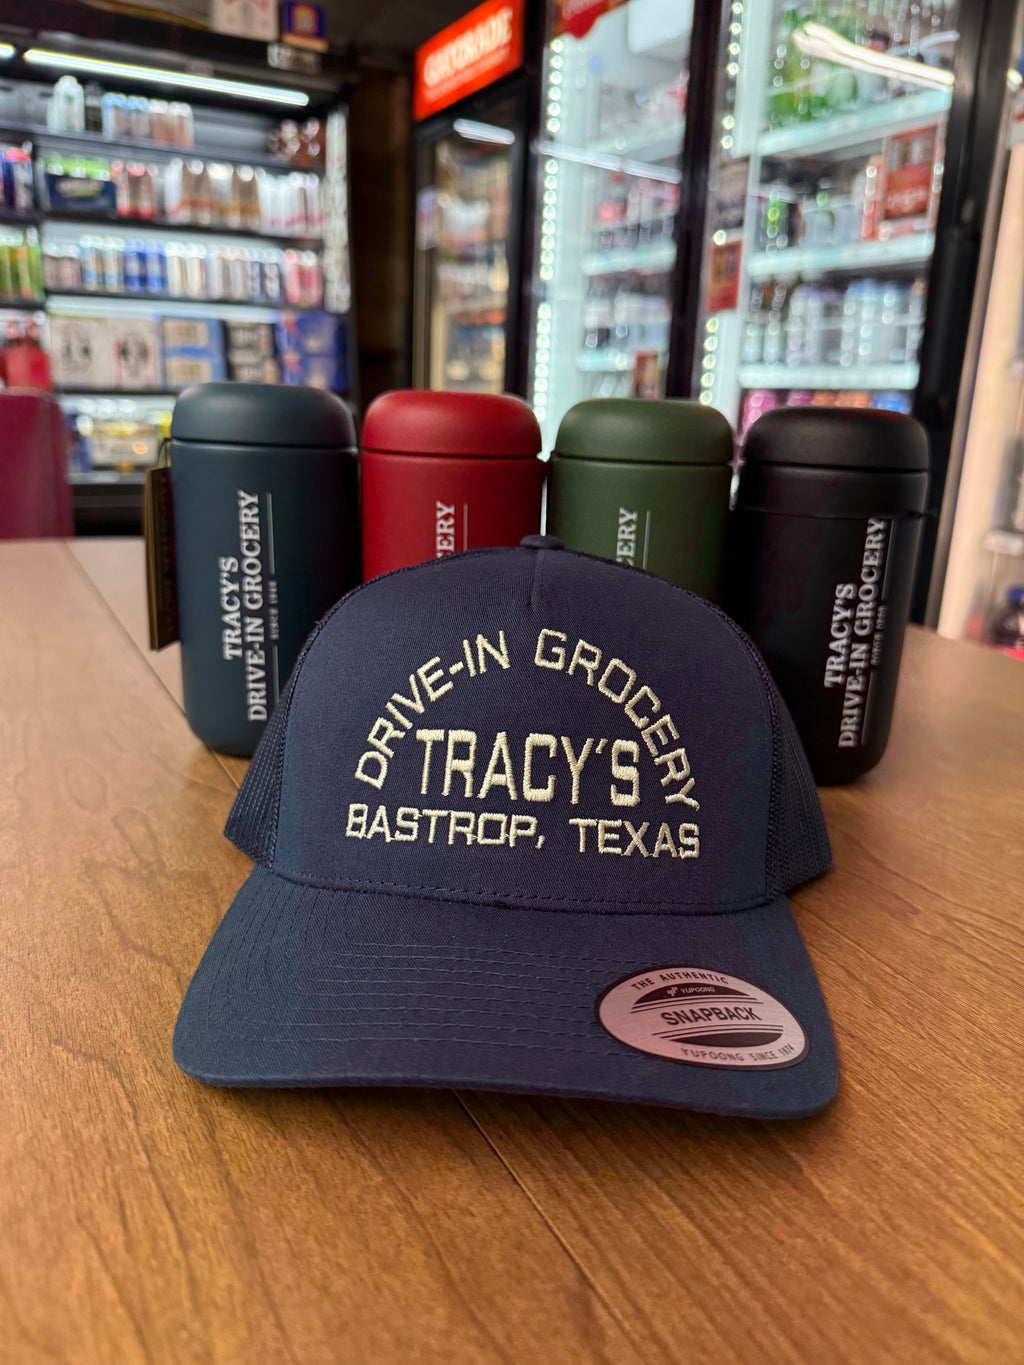 GATORADE
TRACY'S
DRIVE-IN GROCERY
CERY
CERY
TRACY'S
DRIVE-IN GROCERY
DRIVE-IN GROCERY
TRACY'S
BASTROP, TEXAS
THE AUTHENTIC
YUPOONG
SNAPBACK
YUPOONG SINCE 1974